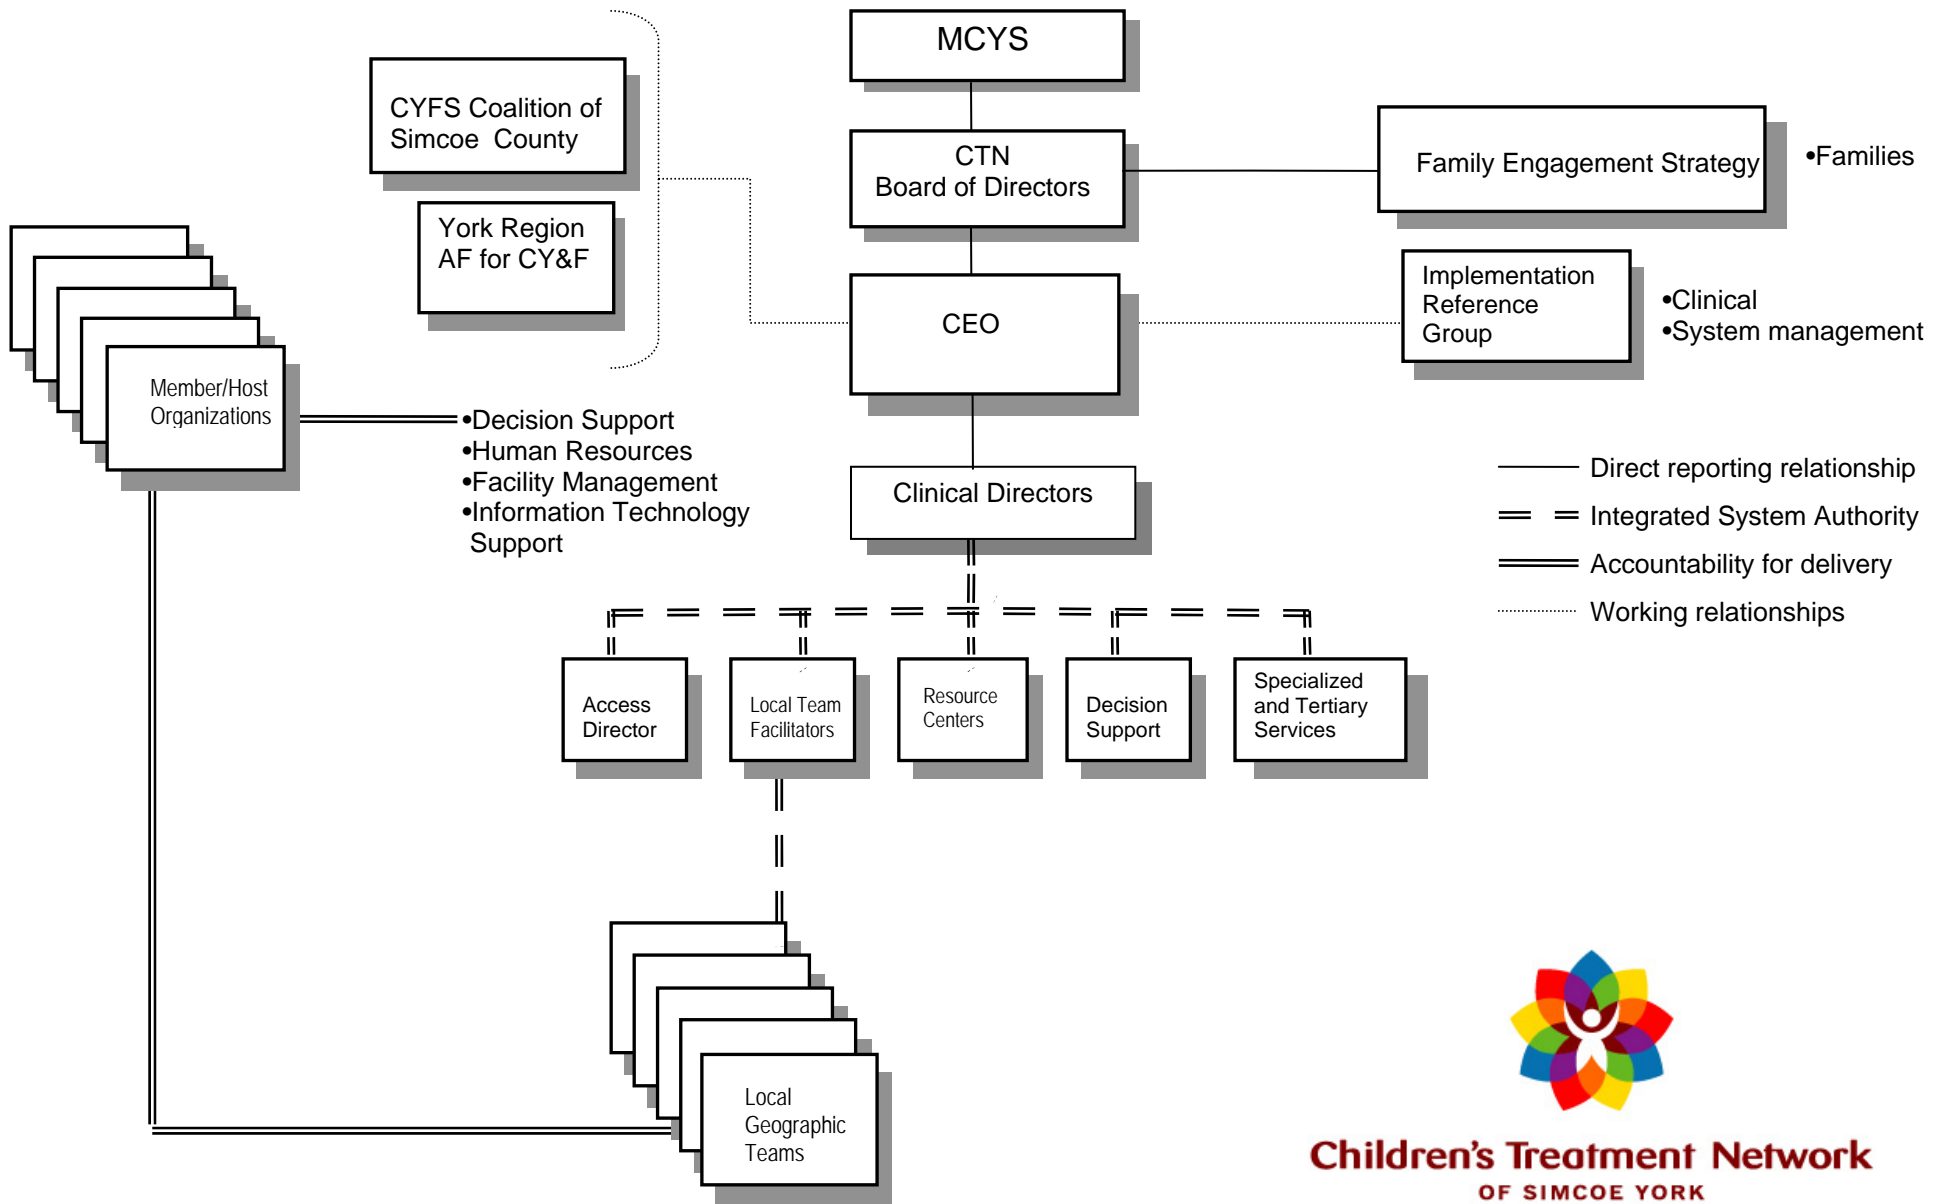 MCYS
CYFS Coalition of
Simcoe County
CTN
Board of Directors
Family Engagement Strategy
•Families
York Region
AF for CY&F
CEO
Implementation
Reference
Group
•Clinical
•System management
Member/Host
Organizations
•Decision Support
•Human Resources
•Facility Management
•Information Technology
Support
Clinical Directors
Direct reporting relationship
Integrated System Authority
Accountability for delivery
Working relationships
Access
Director
Local Team
Facilitators
Resource
Centers
Decision
Support
Specialized
and Tertiary
Services
Local
Geographic
Teams
Children's Treatment Network
OF SIMCOE YORK